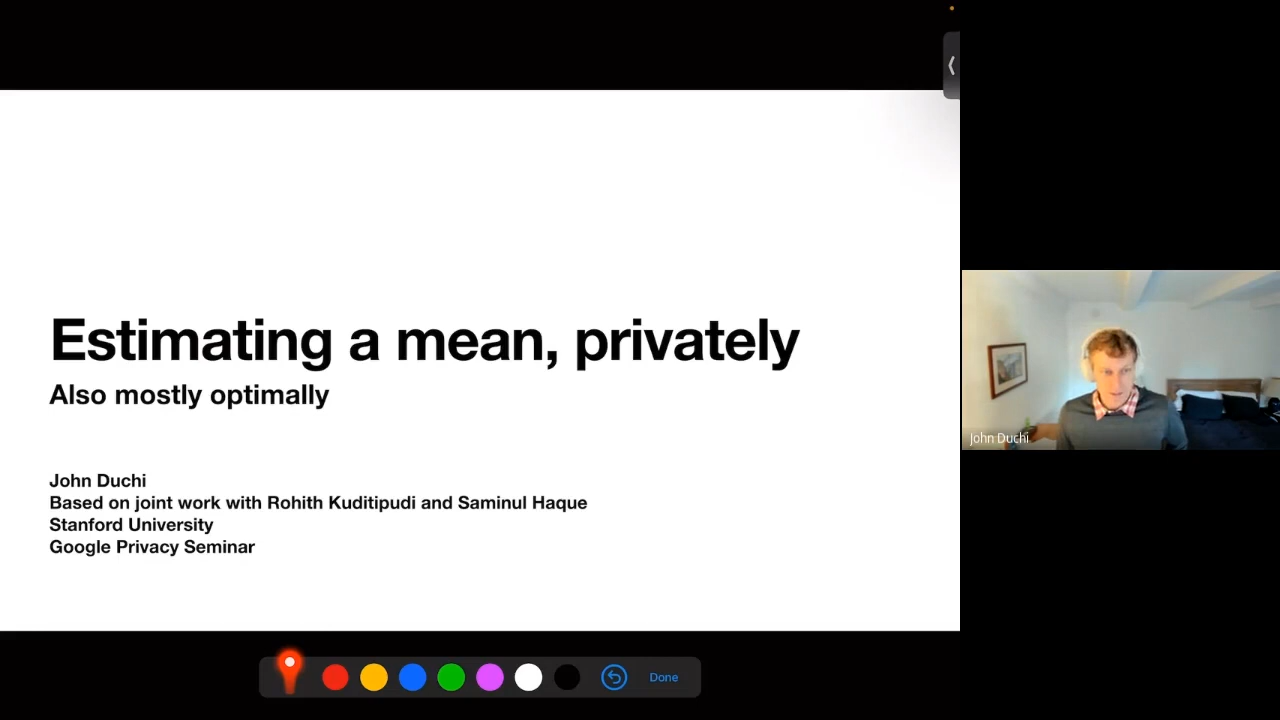 Estimating a mean, privately
Also mostly optimally
John Duchi
Based on joint work with Rohith Kuditipudi and Saminul Haque
Stanford University
Google Privacy Seminar
John Duchi
Done